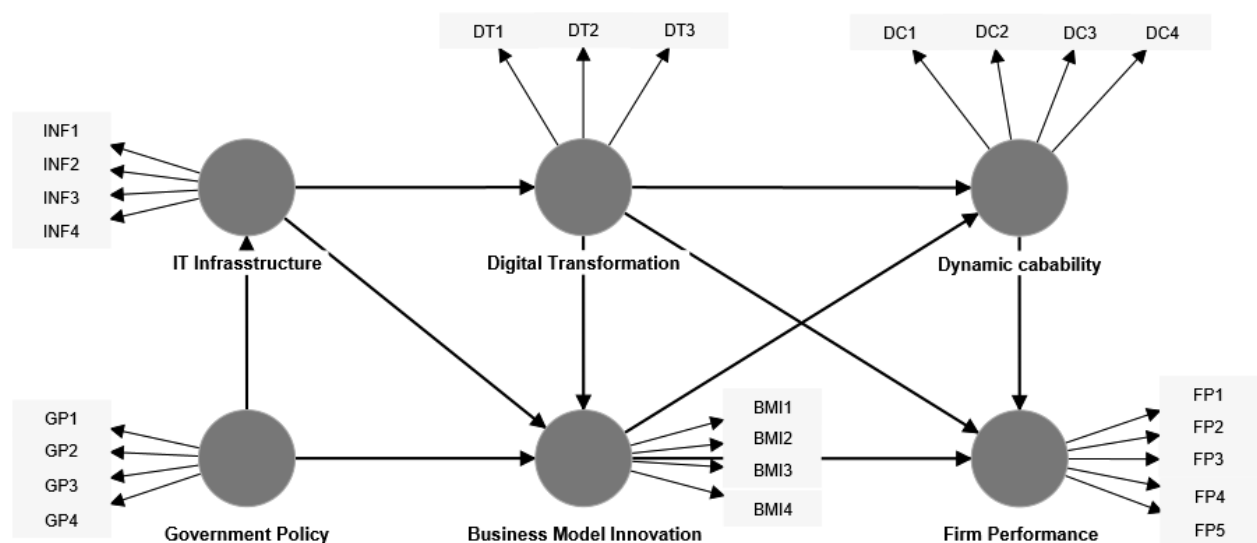 DT1 DT2 DT3
DC1 DC2 DC3 DC4
INF1
INF2
INF3
INF4
IT Infrasstructure
Digital Transformation
Dynamic cabability
GP1
GP2
GP3
GP4
BMI1
BMI2
BMI3
BMI4
FP1
FP2
FP3
FP4
FP5
Government Policy
Business Model Innovation
Firm Performance